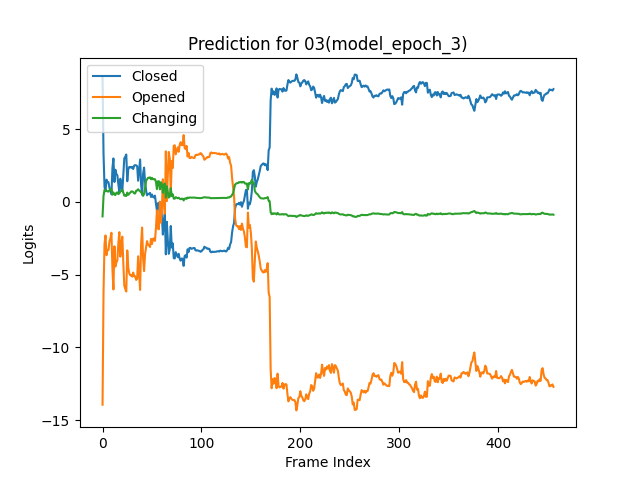 Prediction for 03(model_epoch_3)
Closed
Opened
Changing
5
0
−5
−10
−15
Logits
0
100
200
300
400
Frame Index